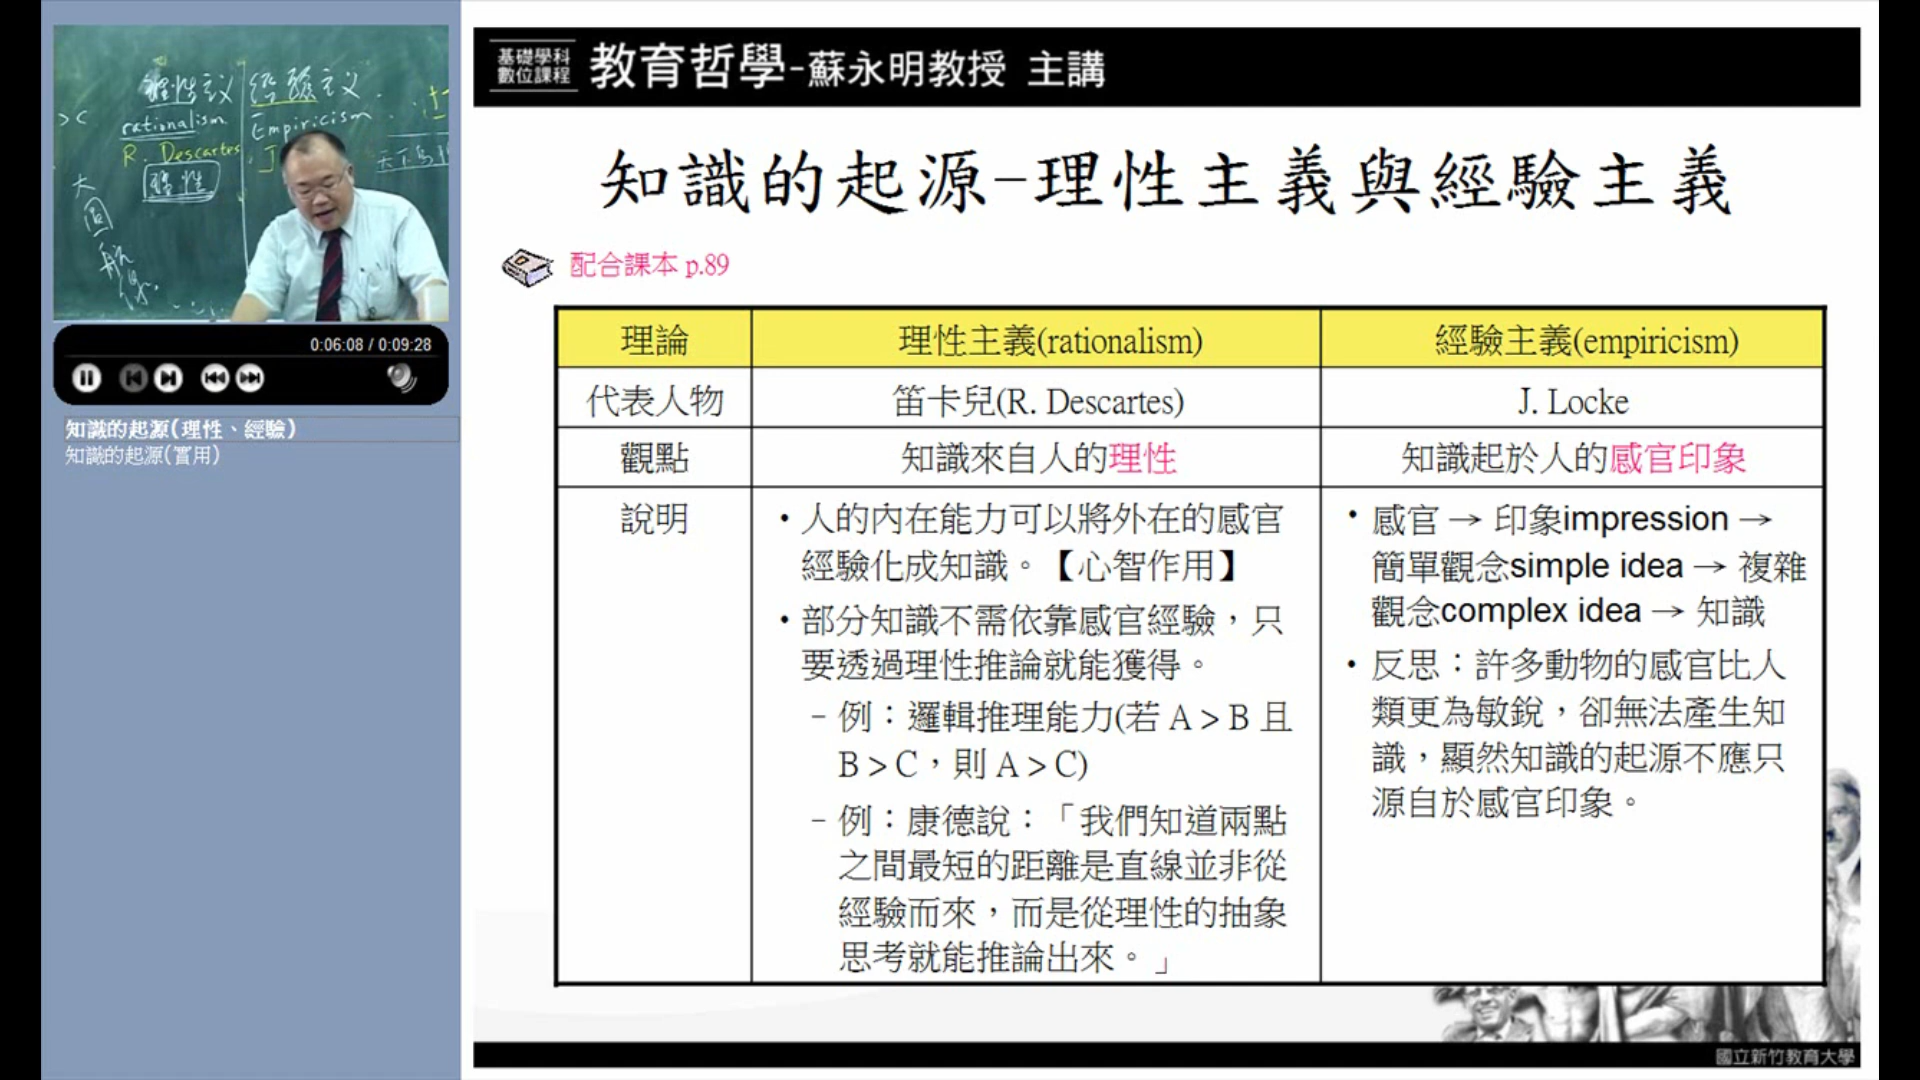 理性主义
经验主义
rationalism
Empiricism
R. Descartes
理性
0:06:08 / 0:09:28
知識的起源(理性、經驗)
知識的起源(實用)
基礎學科
數位課程
教育哲學-蘇永明教授 主講
知識的起源-理性主義與經驗主義
配合課本 p.89
理論
理性主義(rationalism)
經驗主義(empiricism)
代表人物
笛卡兒(R. Descartes)
J. Locke
觀點
知識來自人的理性
知識起於人的感官印象
說明
•人的內在能力可以將外在的感官
經驗化成知識。【心智作用】
•部分知識不需依靠感官經驗，只
要透過理性推論就能獲得。
–例：邏輯推理能力(若 A > B 且
B > C，則 A > C)
–例：康德說：「我們知道兩點
之間最短的距離是直線並非從
經驗而來，而是從理性的抽象
思考就能推論出來。」
•感官 → 印象impression →
簡單觀念simple idea → 複雜
觀念complex idea → 知識
•反思：許多動物的感官比人
類更為敏銳，卻無法產生知
識，顯然知識的起源不應只
源自於感官印象。
國立新竹教育大學